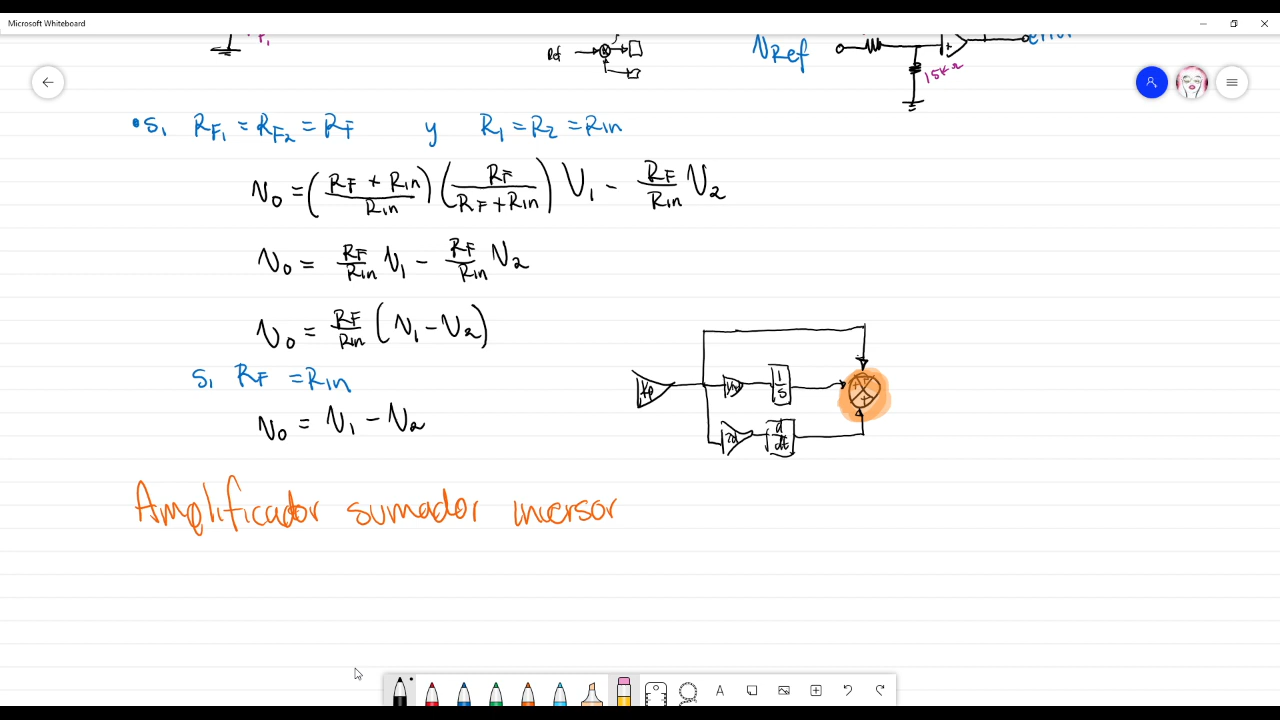 Microsoft Whiteboard
Ref
VRef
error
15KΩ
F1
• Si RF1 = RF2 = RF y R1 = R2 = Rin
Vo = (RF + Rin / Rin) (RF / RF + Rin) V1 − RF/Rin V2
Vo = RF/Rin V1 − RF/Rin V2
Vo = RF/Rin (V1 − V2)
Si RF = Rin
Vo = V1 − V2
Kp
1/s
d/dt
Amplificador sumador inversor
A